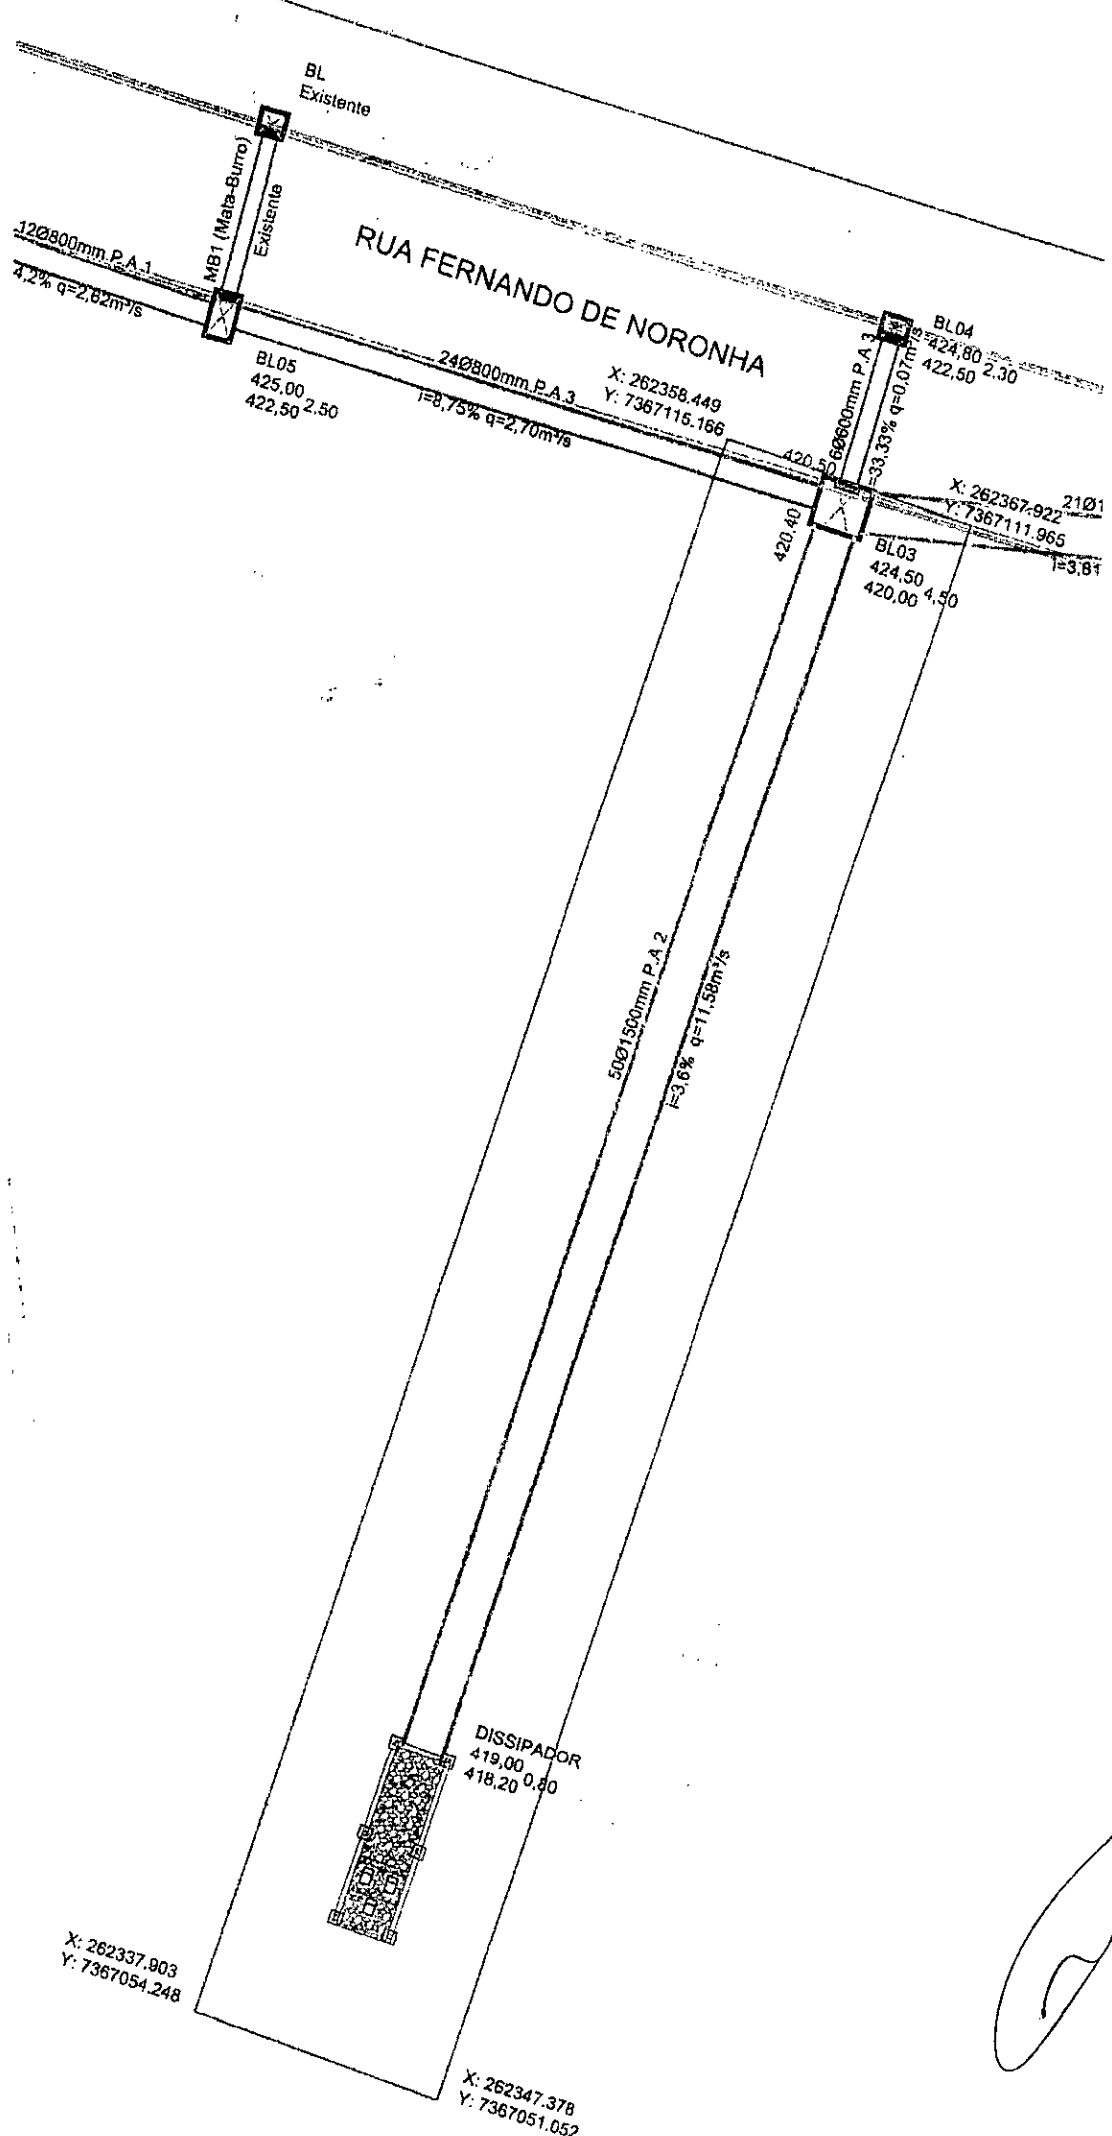 BL
Existente
MB1 (Mata-Burro)
Existente
12Ø800mm P.A.1
4,2% q=2,62m³/s
RUA FERNANDO DE NORONHA
BL05
425,00 2,50
422,50
24Ø800mm P.A.3
i=8,75% q=2,70m³/s
X: 262358.449
Y: 7367115.166
BL04
424,80 2,30
422,50
6Ø600mm P.A 3
i=33,33% q=0,07m³/s
420,50
420,40
X: 262367.922
Y: 7367111.965
21Ø1
i=3,81
BL03
424,50 4,50
420,00
50Ø1500mm P.A 2
i=3,6% q=11,58m³/s
DISSIPADOR
419,00 0,80
418,20
X: 262337.903
Y: 7367054.248
X: 262347.378
Y: 7367051.052